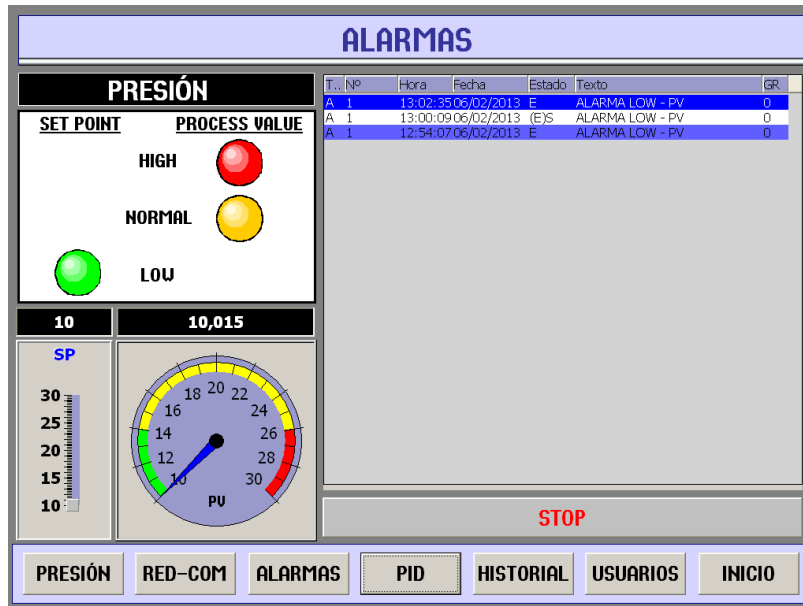 ALARMAS
PRESIÓN
SET POINT PROCESS VALUE
HIGH
NORMAL
LOW
10 10,015
SP
30
25
20
15
10
10 12 14 16 18 20 22 24 26 28 30
PV
T.. Nº Hora Fecha Estado Texto GR
A 1 13:02:35 06/02/2013 E ALARMA LOW - PV 0
A 1 13:00:09 06/02/2013 (E)S ALARMA LOW - PV 0
A 1 12:54:07 06/02/2013 E ALARMA LOW - PV 0
STOP
PRESIÓN RED-COM ALARMAS PID HISTORIAL USUARIOS INICIO